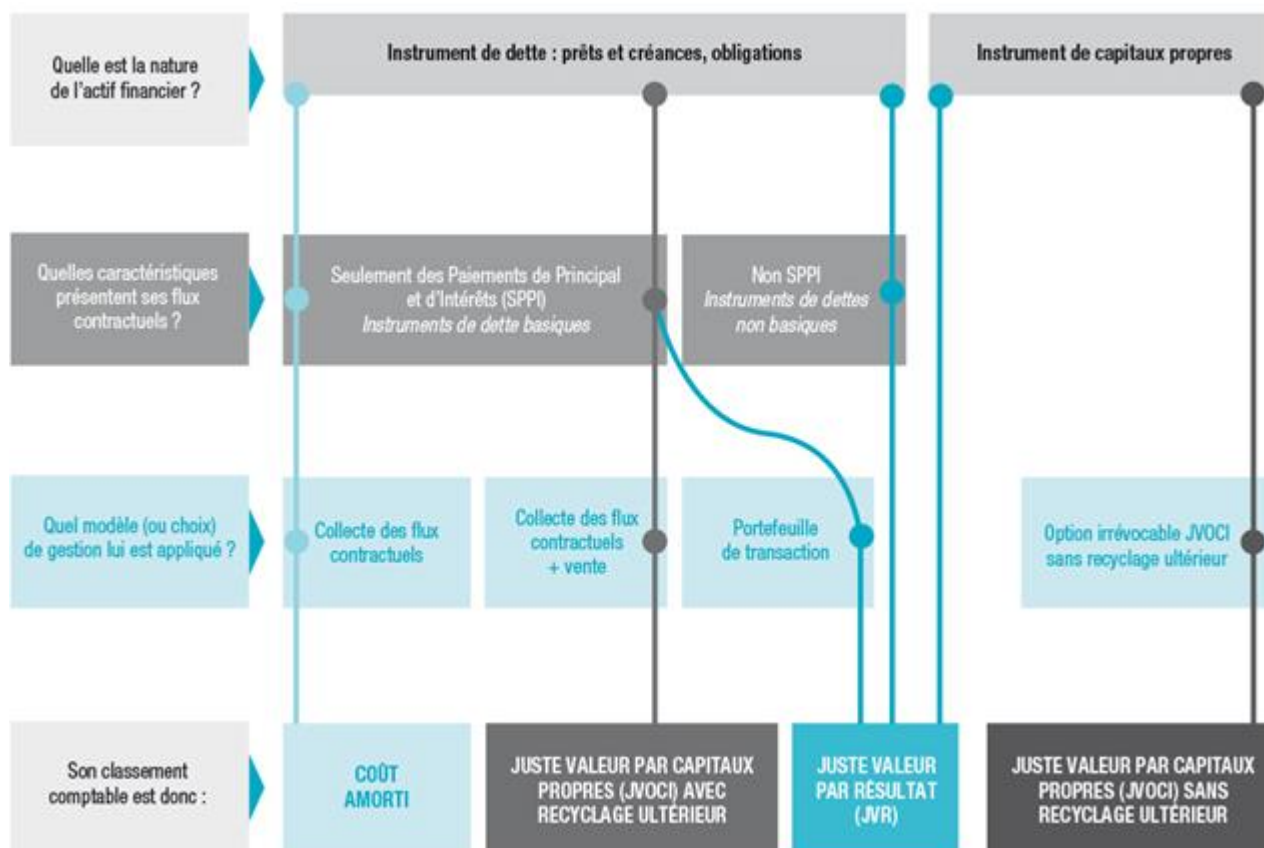 Quelle est la nature
de l'actif financier ?
Instrument de dette : prêts et créances, obligations
Instrument de capitaux propres
Quelles caractéristiques
présentent ses flux
contractuels ?
Seulement des Paiements de Principal
et d'Intérêts (SPPI)
Instruments de dette basiques
Non SPPI
Instruments de dettes
non basiques
Quel modèle (ou choix)
de gestion lui est appliqué ?
Collecte des flux
contractuels
Collecte des flux
contractuels
+ vente
Portefeuille
de transaction
Option irrévocable JVOCI
sans recyclage ultérieur
Son classement
comptable est donc :
COÛT
AMORTI
JUSTE VALEUR PAR CAPITAUX
PROPRES (JVOCI) AVEC
RECYCLAGE ULTÉRIEUR
JUSTE VALEUR
PAR RÉSULTAT
(JVR)
JUSTE VALEUR PAR CAPITAUX
PROPRES (JVOCI) SANS
RECYCLAGE ULTÉRIEUR